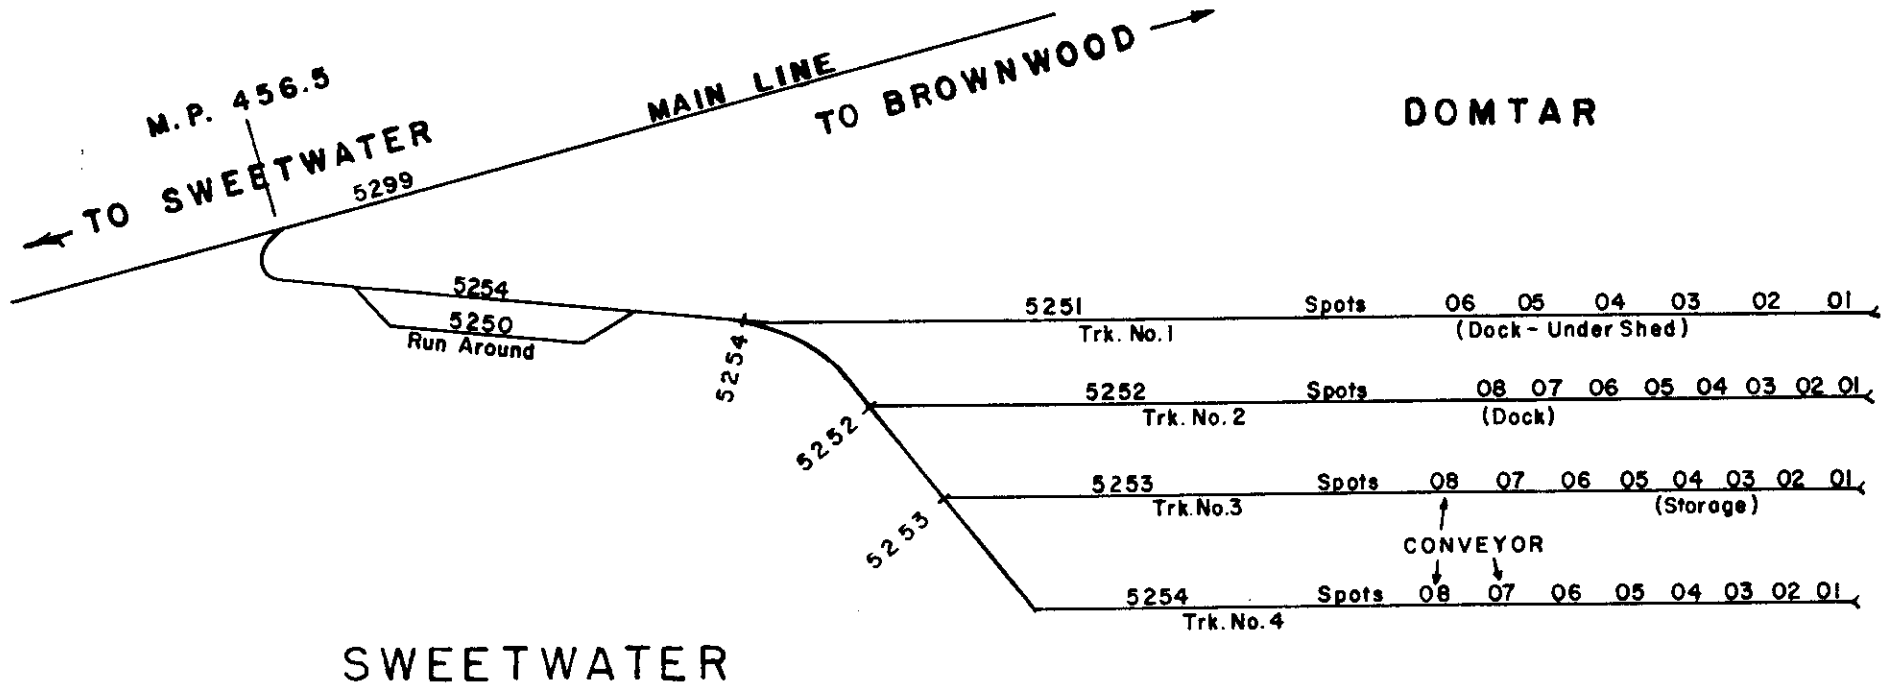 M.P. 456.5
TO SWEETWATER
5299
MAIN LINE
TO BROWNWOOD
DOMTAR
5254
5250
Run Around
5254
5251 Spots 06 05 04 03 02 01
Trk. No. 1 (Dock - Under Shed)
5252
5252 Spots 08 07 06 05 04 03 02 01
Trk. No. 2 (Dock)
5253
5253 Spots 08 07 06 05 04 03 02 01
Trk. No. 3 (Storage)
CONVEYOR
5254 Spots 08 07 06 05 04 03 02 01
Trk. No. 4
SWEETWATER